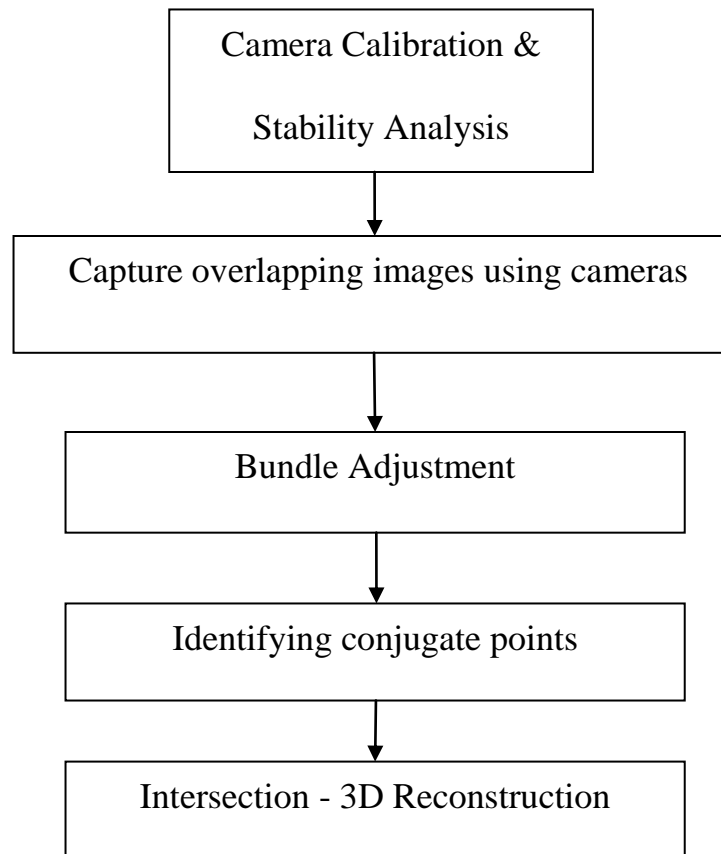 Camera Calibration &
Stability Analysis
Capture overlapping images using cameras
Bundle Adjustment
Identifying conjugate points
Intersection - 3D Reconstruction